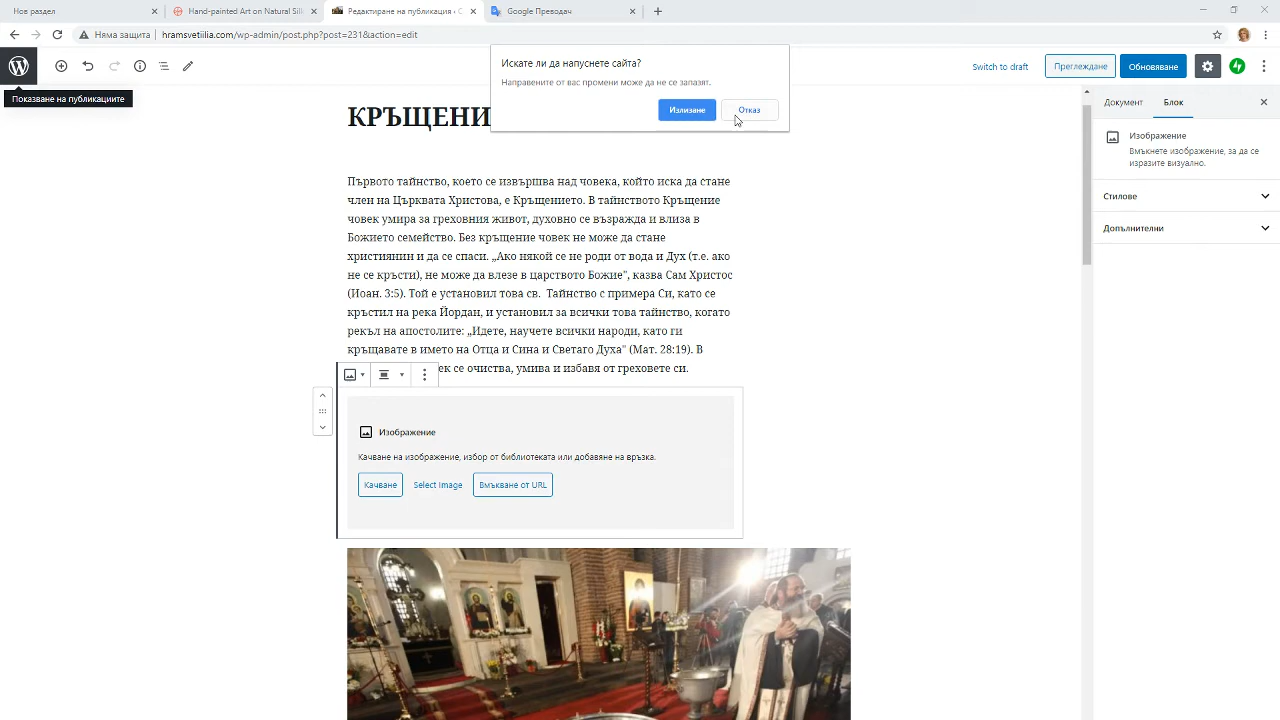 Нов раздел
Hand-painted Art on Natural Sill
Редактиране на публикация ‹ С
Google Преводач
Няма защита
hramsvetiilia.com/wp-admin/post.php?post=231&action=edit
Искате ли да напуснете сайта?
Направените от вас промени може да не се запазят.
Излизане
Отказ
Switch to draft
Преглеждане
Обновяване
Показване на публикациите
КРЪЩЕНИ
Документ
Блок
Изображение
Вмъкнете изображение, за да се
изразите визуално.
Стилове
Допълнителни
Първото тайнство, което се извършва над човека, който иска да стане
член на Църквата Христова, е Кръщението. В тайнството Кръщение
човек умира за греховния живот, духовно се възражда и влиза в
Божието семейство. Без кръщение човек не може да стане
християнин и да се спаси. „Ако някой се не роди от вода и Дух (т.е. ако
не се кръсти), не може да влезе в царството Божие", казва Сам Христос
(Иоан. 3:5). Той е установил това св. Тайнство с примера Си, като се
кръстил на река Йордан, и установил за всички това тайнство, когато
рекъл на апостолите: „Идете, научете всички народи, като ги
кръщавате в името на Отца и Сина и Светаго Духа" (Мат. 28:19). В
ек се очиства, умива и избавя от греховете си.
Изображение
Качване на изображение, избор от библиотеката или добавяне на връзка.
Качване
Select Image
Вмъкване от URL